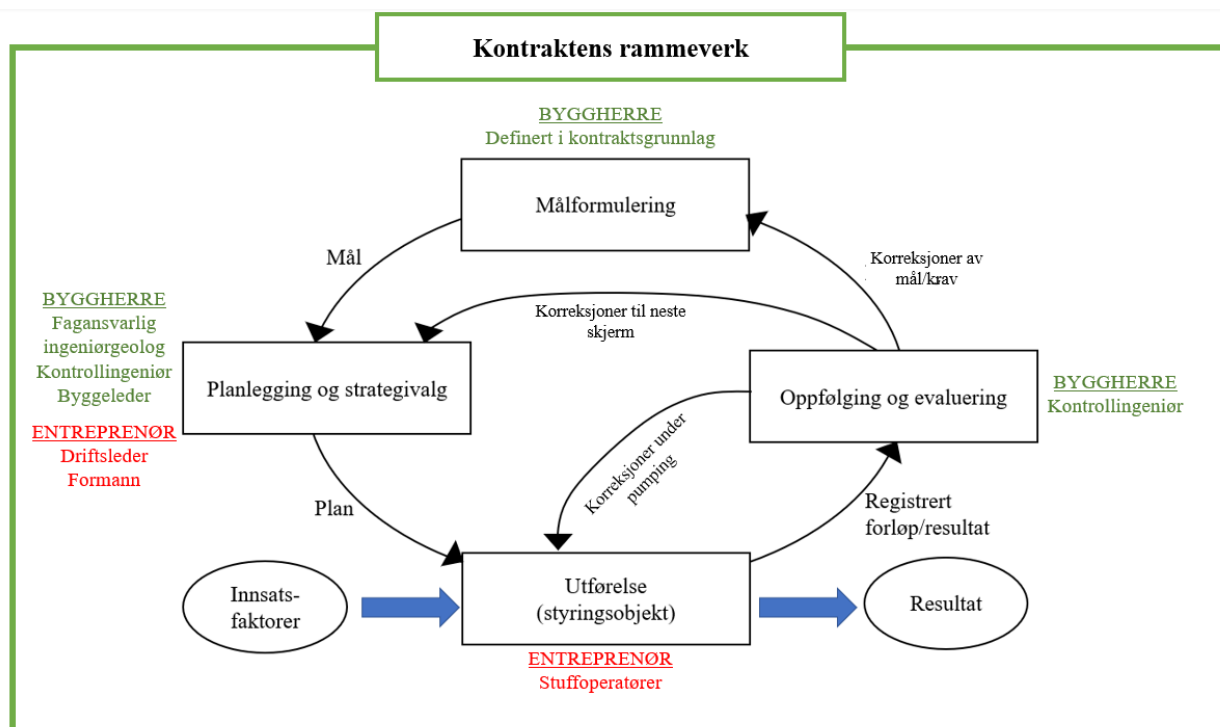 Kontraktens rammeverk
BYGGHERRE
Definert i kontraktsgrunnlag
Målformulering
Mål
Korreksjoner av
mål/krav
Korreksjoner til neste
skjerm
BYGGHERRE
Fagansvarlig
ingeniørgeolog
Kontrollingeniør
Byggeleder
ENTREPRENØR
Driftsleder
Formann
Planlegging og strategivalg
Oppfølging og evaluering
BYGGHERRE
Kontrollingeniør
Korreksjoner under
pumping
Plan
Registrert
forløp/resultat
Innsats-
faktorer
Utførelse
(styringsobjekt)
Resultat
ENTREPRENØR
Stuffoperatører